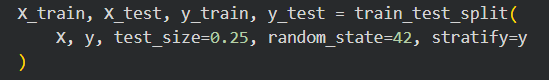 X_train, X_test, y_train, y_test = train_test_split(
    X, y, test_size=0.25, random_state=42, stratify=y
)